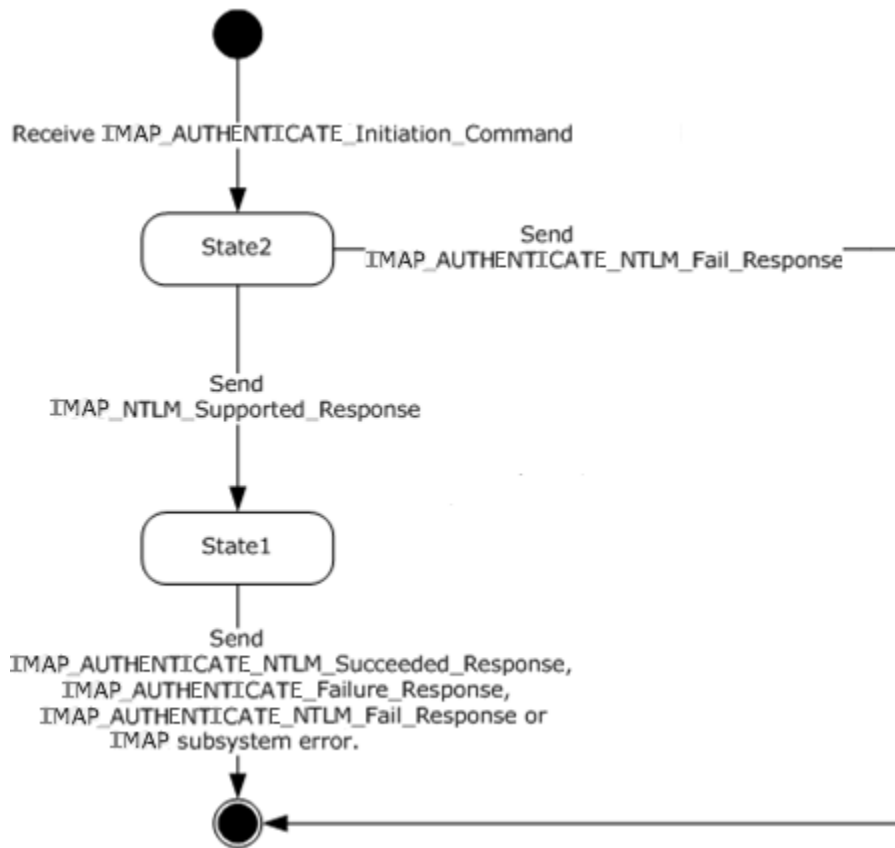 Receive IMAP_AUTHENTICATE_Initiation_Command
State2
Send
IMAP_AUTHENTICATE_NTLM_Fail_Response
Send
IMAP_NTLM_Supported_Response
State1
Send
IMAP_AUTHENTICATE_NTLM_Succeeded_Response,
IMAP_AUTHENTICATE_Failure_Response,
IMAP_AUTHENTICATE_NTLM_Fail_Response or
IMAP subsystem error.